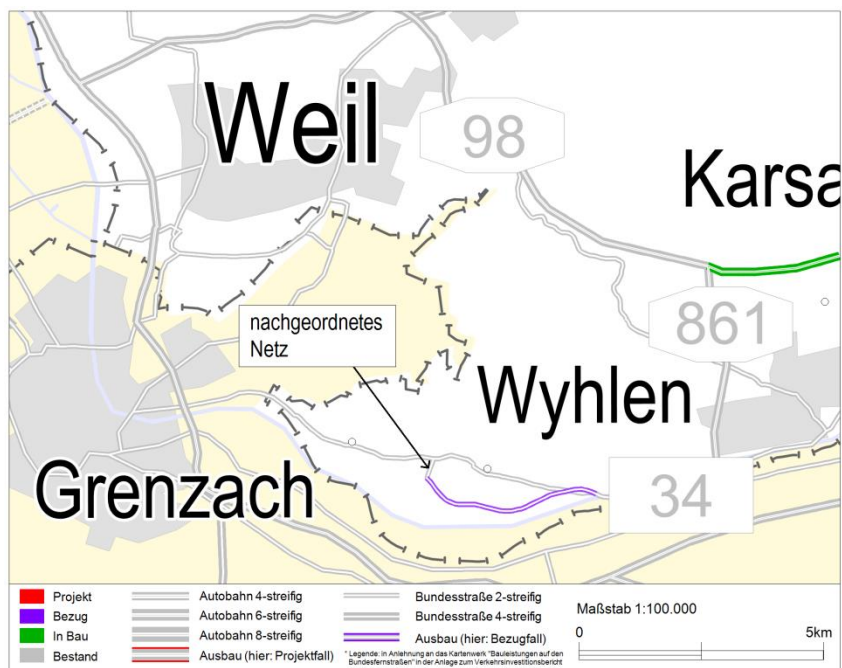 Weil
98
Karsa
861
nachgeordnetes
Netz
Wyhlen
Grenzach
34
Projekt
Bezug
In Bau
Bestand
Autobahn 4-streifig
Autobahn 6-streifig
Autobahn 8-streifig
Ausbau (hier: Projektfall)
Bundesstraße 2-streifig
Bundesstraße 4-streifig
Ausbau (hier: Bezugfall)
* Legende: In Anlehnung an das Kartenwerk "Bauleistungen auf den
Bundesfernstraßen" in der Anlage zum Verkehrsinvestitionsbericht
Maßstab 1:100.000
0 5km